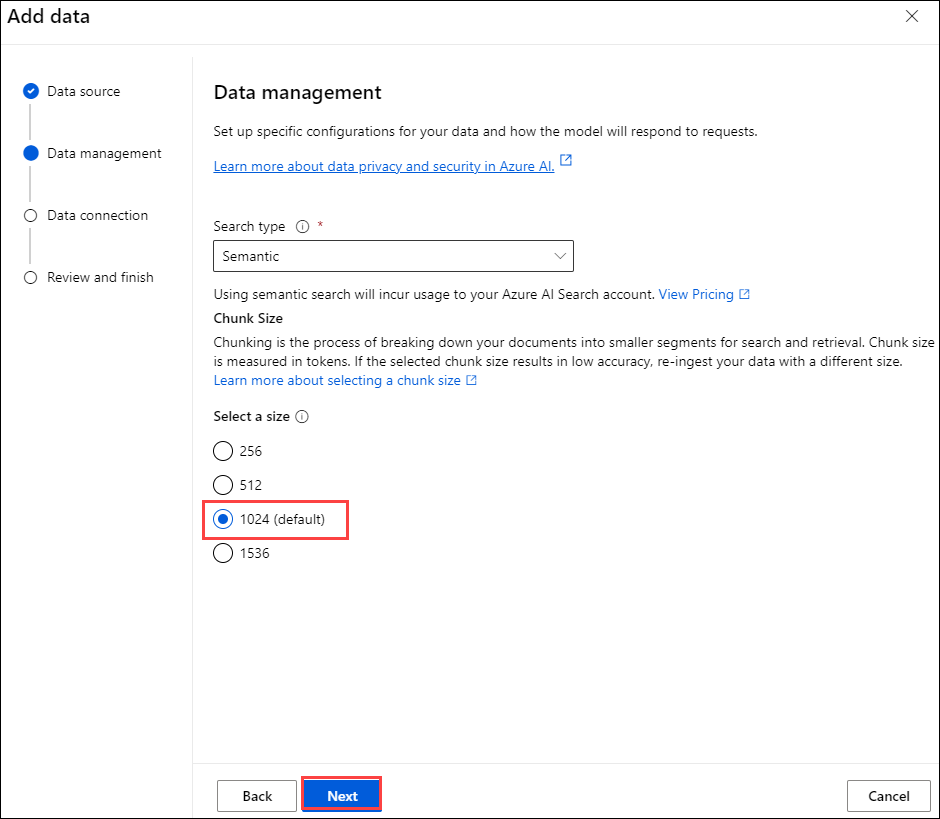 Add data
Data source
Data management
Data connection
Review and finish
Data management
Set up specific configurations for your data and how the model will respond to requests.
Learn more about data privacy and security in Azure AI.
Search type *
Semantic
Using semantic search will incur usage to your Azure AI Search account. View Pricing
Chunk Size
Chunking is the process of breaking down your documents into smaller segments for search and retrieval. Chunk size
is measured in tokens. If the selected chunk size results in low accuracy, re-ingest your data with a different size.
Learn more about selecting a chunk size
Select a size
256
512
1024 (default)
1536
Back
Next
Cancel